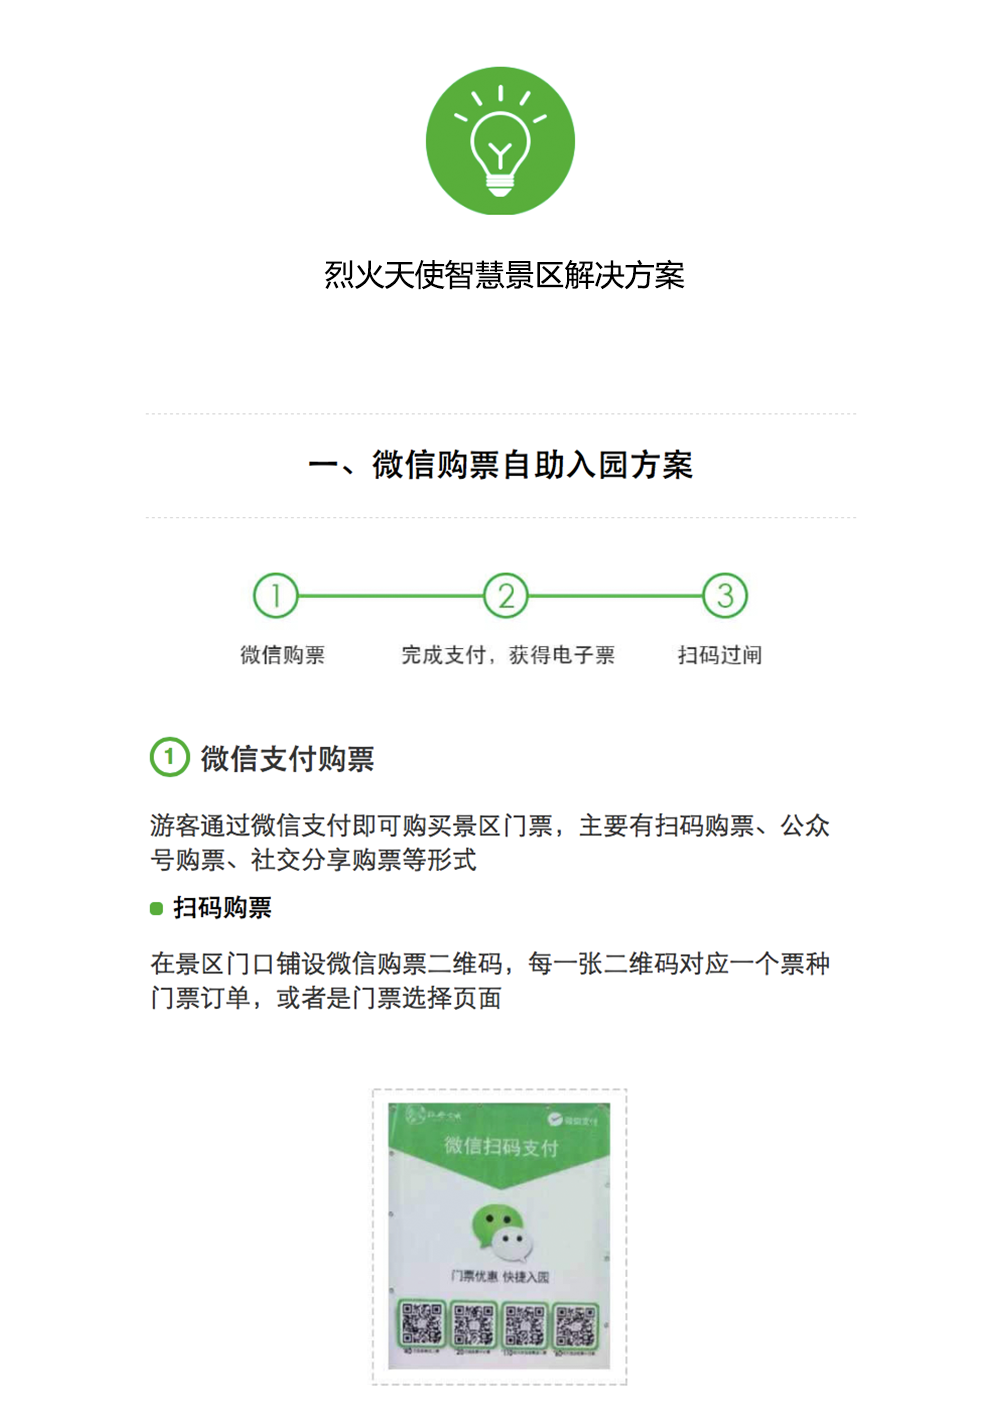 烈火天使智慧景区解决方案
一、微信购票自助入园方案
1 2 3
微信购票 完成支付，获得电子票 扫码过闸
1 微信支付购票
游客通过微信支付即可购买景区门票，主要有扫码购票、公众
号购票、社交分享购票等形式
扫码购票
在景区门口铺设微信购票二维码，每一张二维码对应一个票种
门票订单，或者是门票选择页面
微信支付
微信扫码支付
门票优惠 快捷入园